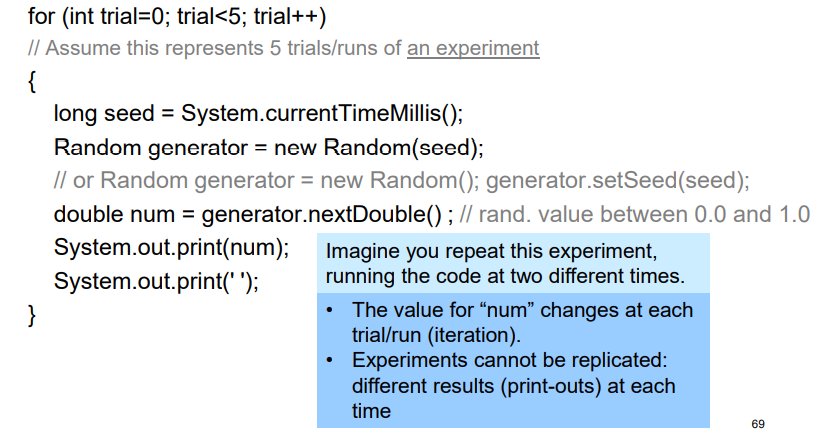 for (int trial=0; trial<5; trial++)
// Assume this represents 5 trials/runs of an experiment
{
long seed = System.currentTimeMillis();
Random generator = new Random(seed);
// or Random generator = new Random(); generator.setSeed(seed);
double num = generator.nextDouble() ; // rand. value between 0.0 and 1.0
System.out.print(num);
System.out.print(' ');
}
Imagine you repeat this experiment,
running the code at two different times.
• The value for “num” changes at each
trial/run (iteration).
• Experiments cannot be replicated:
different results (print-outs) at each
time
69